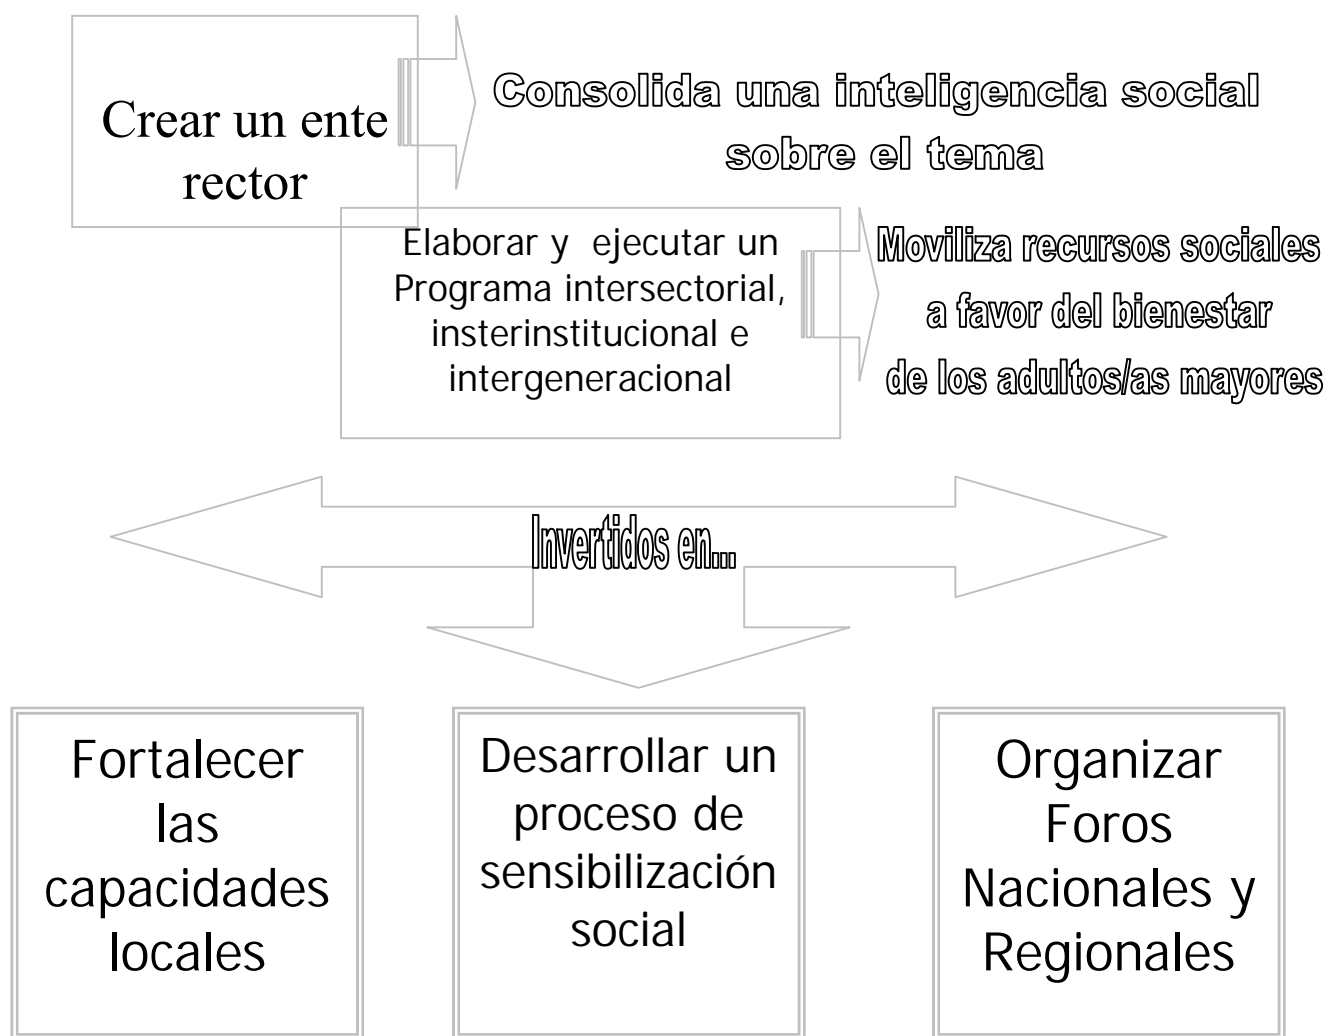 Crear un ente
rector
Consolida una inteligencia social
sobre el tema
Elaborar y ejecutar un
Programa intersectorial,
insterinstitucional e
intergeneracional
Moviliza recursos sociales
a favor del bienestar
de los adultos/as mayores
Invertidos en...
Fortalecer
las
capacidades
locales
Desarrollar un
proceso de
sensibilización
social
Organizar
Foros
Nacionales y
Regionales